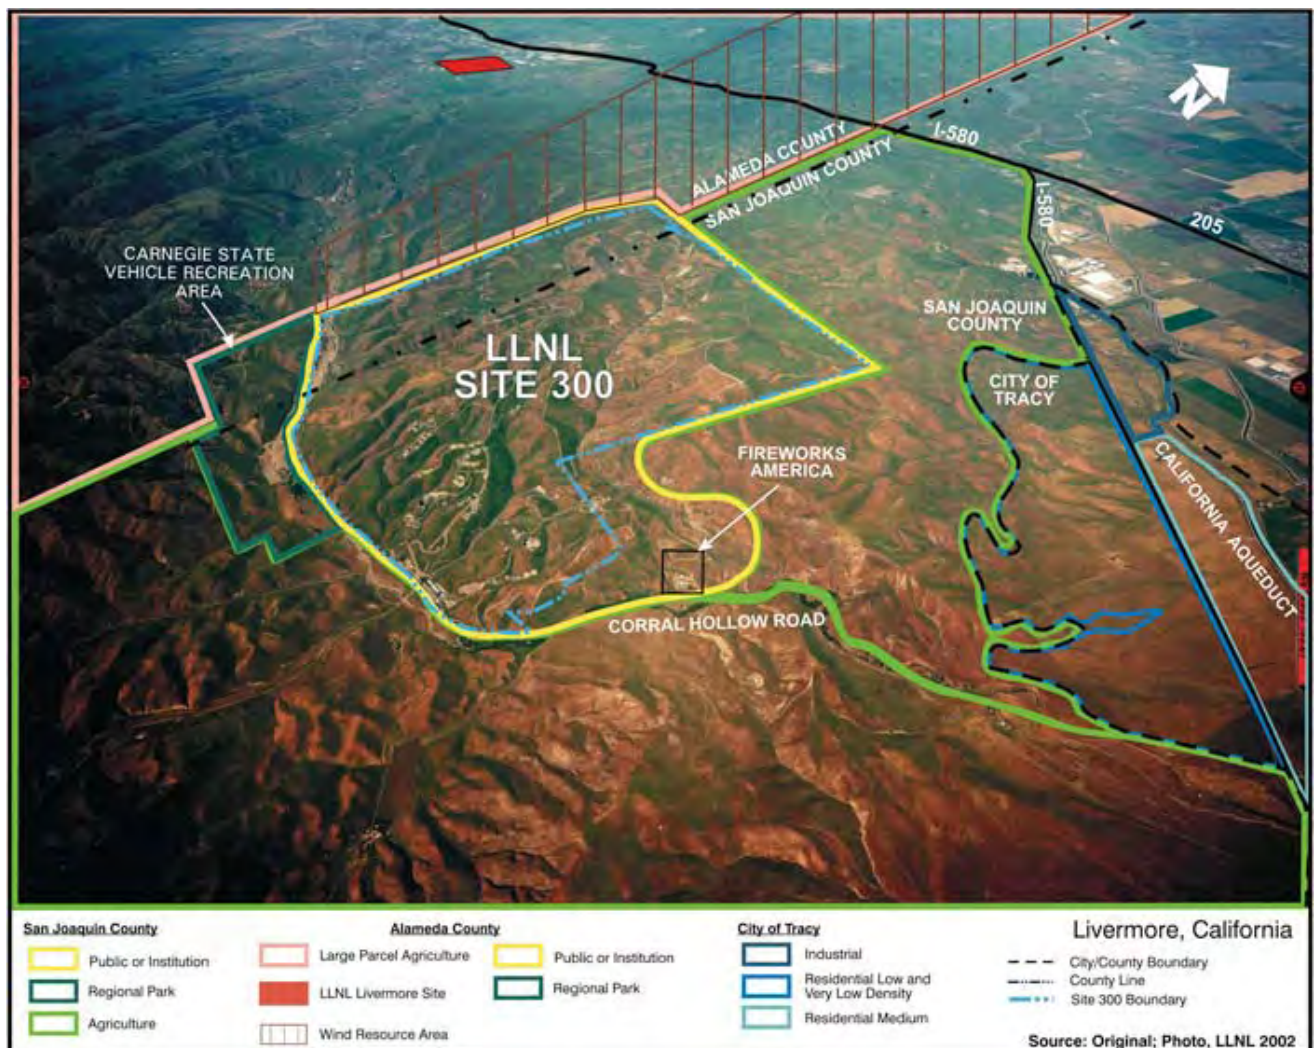 N
I-580
ALAMEDA COUNTY
SAN JOAQUIN COUNTY
I-580
205
CARNEGIE STATE
VEHICLE RECREATION
AREA
LLNL
SITE 300
SAN JOAQUIN
COUNTY
CITY OF
TRACY
FIREWORKS
AMERICA
CALIFORNIA AQUEDUCT
CORRAL HOLLOW ROAD
San Joaquin County
Public or Institution
Regional Park
Agriculture
Alameda County
Large Parcel Agriculture
LLNL Livermore Site
Wind Resource Area
Public or Institution
Regional Park
City of Tracy
Industrial
Residential Low and
Very Low Density
Residential Medium
Livermore, California
City/County Boundary
County Line
Site 300 Boundary
Source: Original; Photo, LLNL 2002